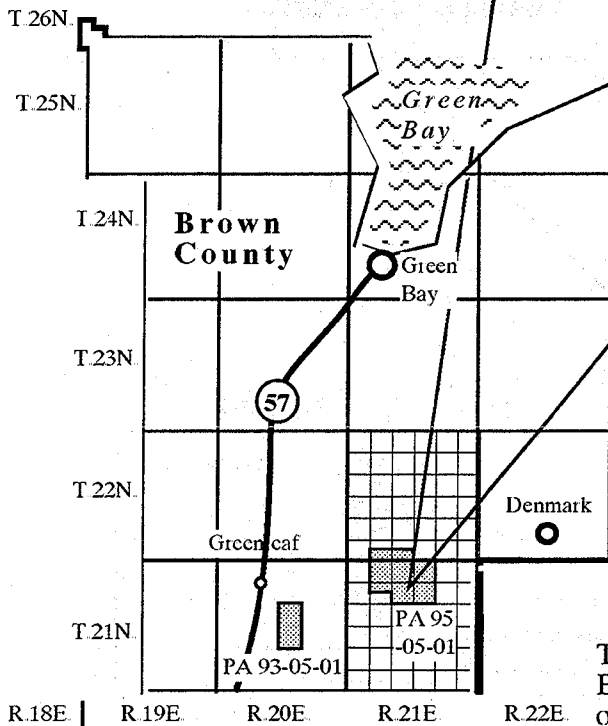 T.26N
T.25N
Green
Bay
T.24N
Brown
County
Green
Bay
T.23N
57
T.22N
Denmark
Greenleaf
T.21N
PA 93-05-01
PA 95
-05-01
R.18E
R.19E
R.20E
R.21E
R.22E